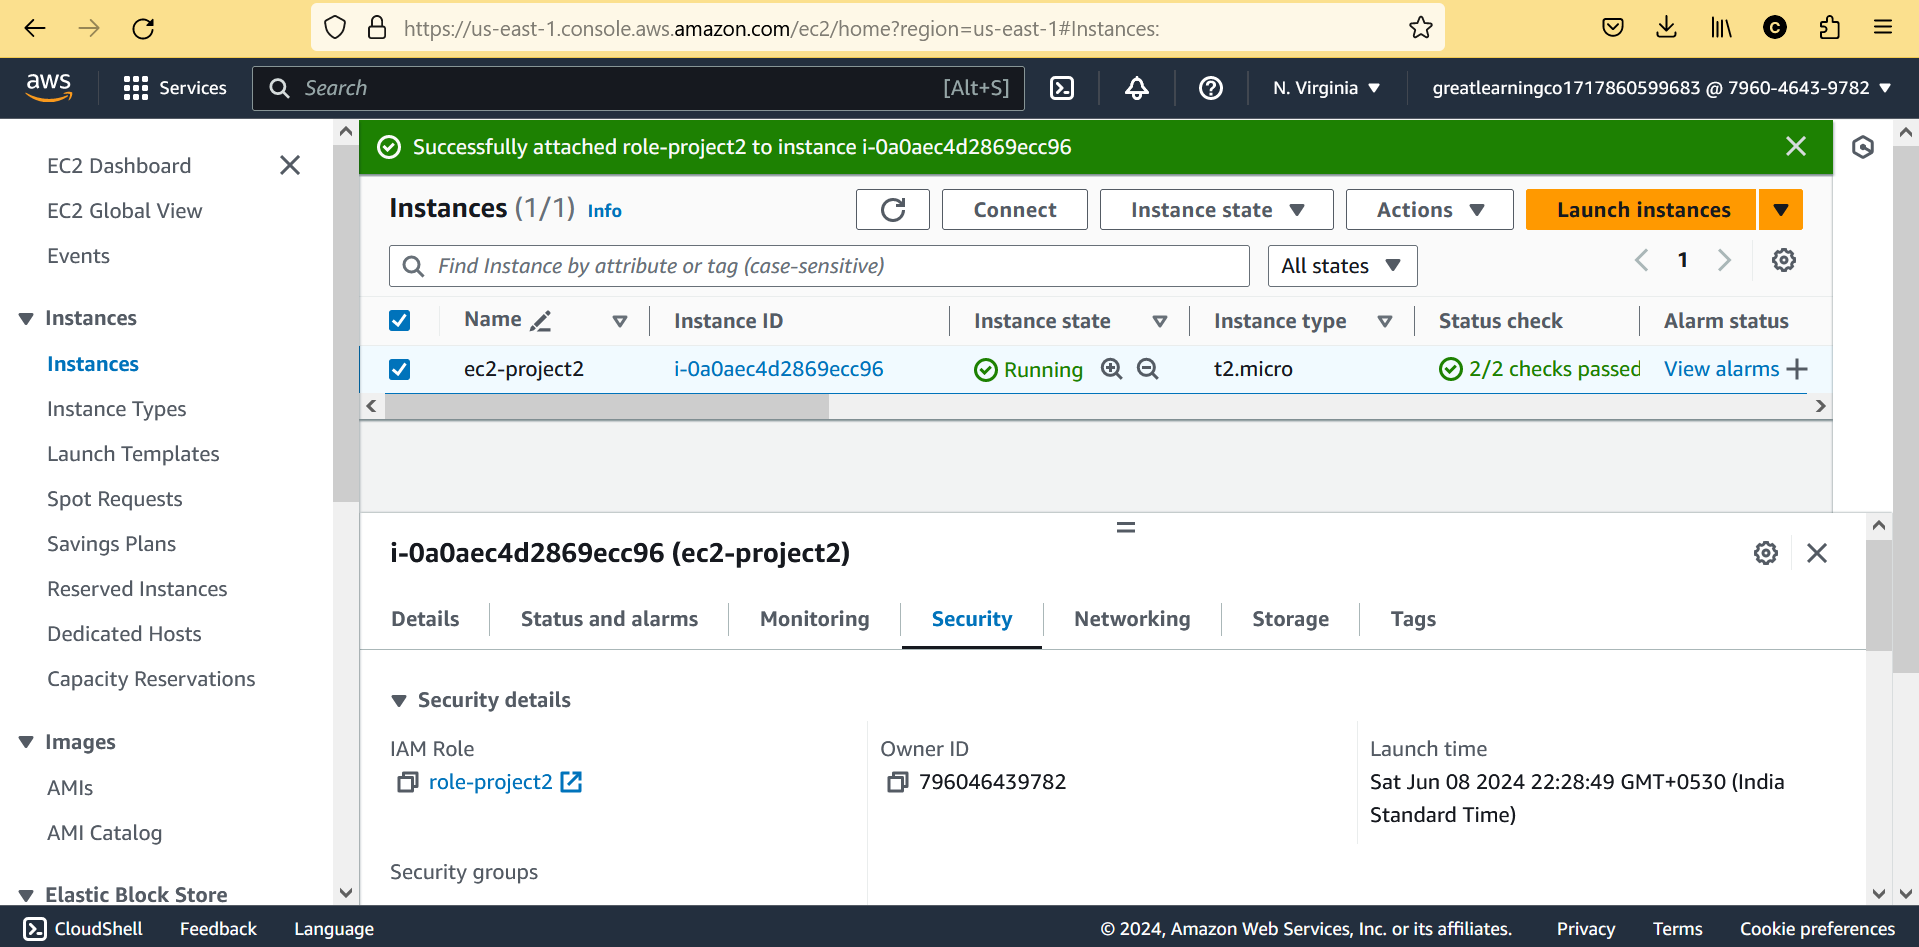 https://us-east-1.console.aws.amazon.com/ec2/home?region=us-east-1#Instances:
aws
Services
Search
[Alt+S]
N. Virginia
greatlearningco1717860599683 @ 7960-4643-9782
EC2 Dashboard
EC2 Global View
Events
Instances
Instances
Instance Types
Launch Templates
Spot Requests
Savings Plans
Reserved Instances
Dedicated Hosts
Capacity Reservations
Images
AMIs
AMI Catalog
Elastic Block Store
Successfully attached role-project2 to instance i-0a0aec4d2869ecc96
Instances (1/1) Info
Connect
Instance state
Actions
Launch instances
Find Instance by attribute or tag (case-sensitive)
All states
1
Name
Instance ID
Instance state
Instance type
Status check
Alarm status
ec2-project2
i-0a0aec4d2869ecc96
Running
t2.micro
2/2 checks passed
View alarms
i-0a0aec4d2869ecc96 (ec2-project2)
Details
Status and alarms
Monitoring
Security
Networking
Storage
Tags
Security details
IAM Role
role-project2
Owner ID
796046439782
Launch time
Sat Jun 08 2024 22:28:49 GMT+0530 (India
Standard Time)
Security groups
CloudShell
Feedback
Language
© 2024, Amazon Web Services, Inc. or its affiliates.
Privacy
Terms
Cookie preferences